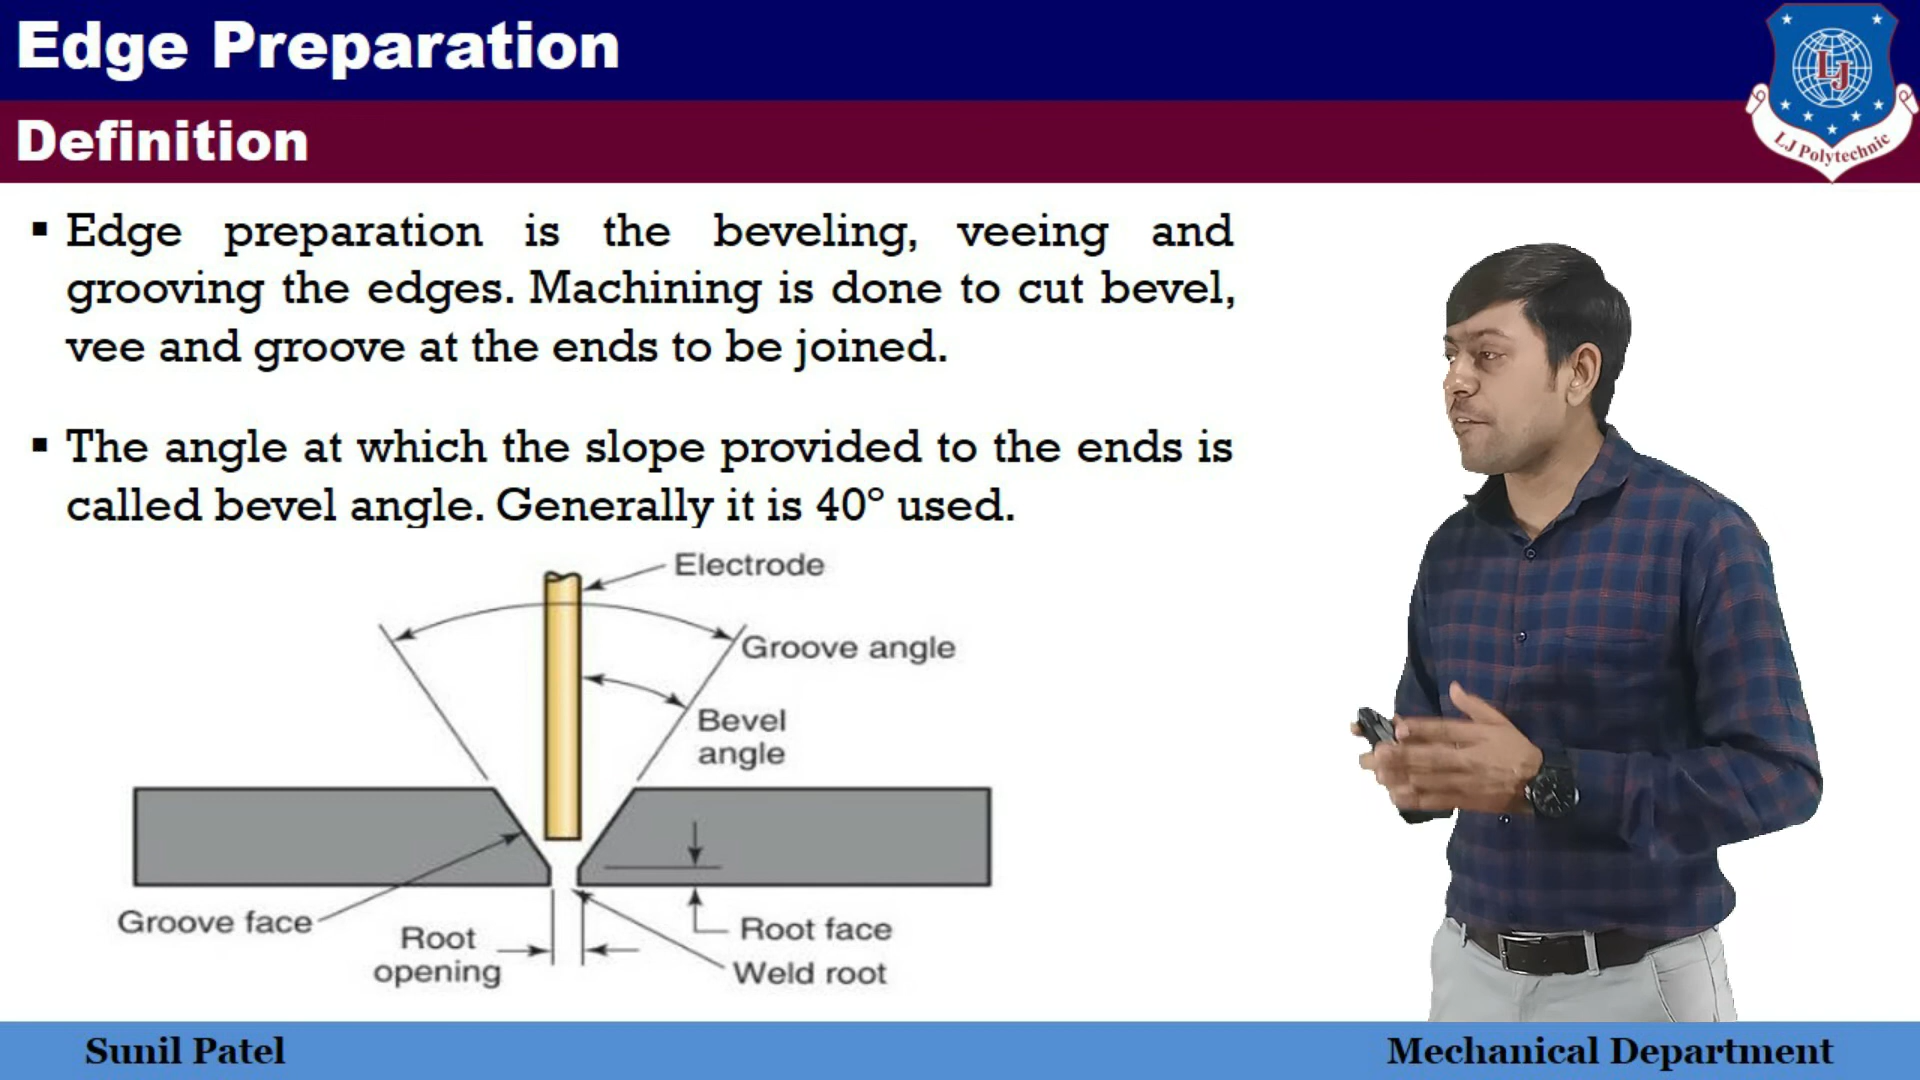 Edge Preparation
Definition
LJ
LJ Polytechnic
▪ Edge preparation is the beveling, veeing and
grooving the edges. Machining is done to cut bevel,
vee and groove at the ends to be joined.
▪ The angle at which the slope provided to the ends is
called bevel angle. Generally it is 40° used.
Electrode
Groove angle
Bevel
angle
Groove face
Root
opening
Root face
Weld root
Sunil Patel
Mechanical Department